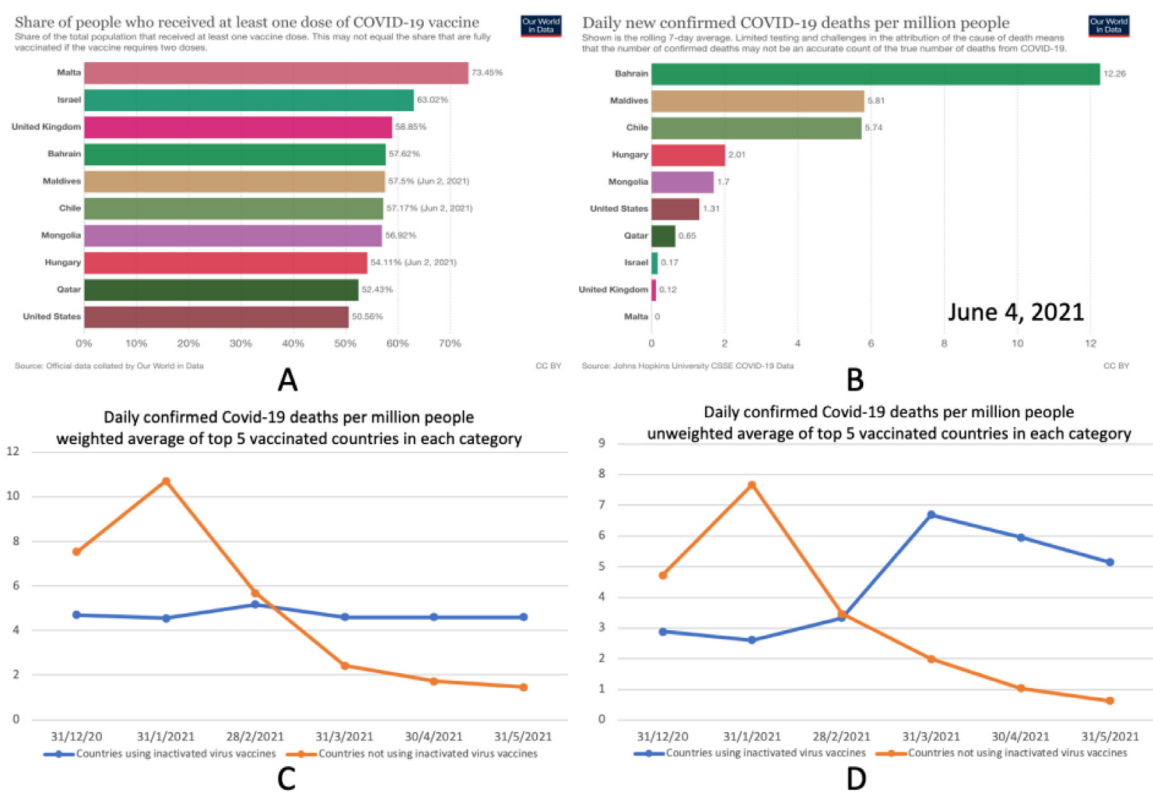 Share of people who received at least one dose of COVID-19 vaccine
Share of the total population that received at least one vaccine dose. This may not equal the share that are fully
vaccinated if the vaccine requires two doses.
Our World
in Data
Malta 73.45%
Israel 63.02%
United Kingdom 58.85%
Bahrain 57.62%
Maldives 57.5% (Jun 2, 2021)
Chile 57.17% (Jun 2, 2021)
Mongolia 56.92%
Hungary 54.11% (Jun 2, 2021)
Qatar 52.43%
United States 50.56%
0% 10% 20% 30% 40% 50% 60% 70%
Source: Official data collated by Our World in Data CC BY
A
Daily new confirmed COVID-19 deaths per million people
Shown is the rolling 7-day average. Limited testing and challenges in the attribution of the cause of death means
that the number of confirmed deaths may not be an accurate count of the true number of deaths from COVID-19.
Our World
in Data
Bahrain 12.26
Maldives 5.81
Chile 5.74
Hungary 2.01
Mongolia 1.7
United States 1.31
Qatar 0.65
Israel 0.17
United Kingdom 0.12
Malta 0
June 4, 2021
0 2 4 6 8 10 12
Source: Johns Hopkins University CSSE COVID-19 Data CC BY
B
Daily confirmed Covid-19 deaths per million people
weighted average of top 5 vaccinated countries in each category
12
10
8
6
4
2
0
31/12/20 31/1/2021 28/2/2021 31/3/2021 30/4/2021 31/5/2021
Countries using inactivated virus vaccines Countries not using inactivated virus vaccines
C
Daily confirmed Covid-19 deaths per million people
unweighted average of top 5 vaccinated countries in each category
9
8
7
6
5
4
3
2
1
0
31/12/20 31/1/2021 28/2/2021 31/3/2021 30/4/2021 31/5/2021
Countries using inactivated virus vaccines Countries not using inactivated virus vaccines
D